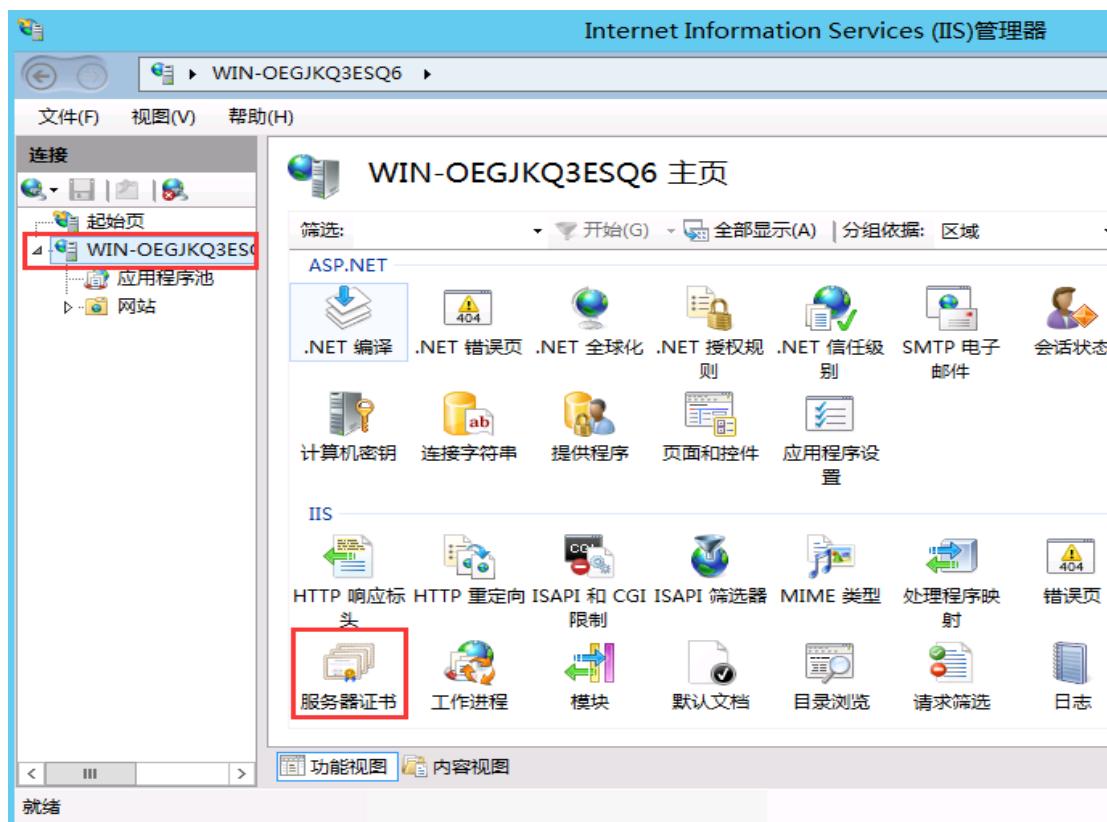 Internet Information Services (IIS)管理器
WIN-OEGJKQ3ESQ6
文件(F) 视图(V) 帮助(H)
连接
起始页
WIN-OEGJKQ3ES
应用程序池
网站
WIN-OEGJKQ3ESQ6 主页
筛选: 开始(G) 全部显示(A) 分组依据: 区域
ASP.NET
404
.NET 编译 .NET 错误页 .NET 全球化 .NET 授权规则 .NET 信任级别 SMTP 电子邮件 会话状态
ab
计算机密钥 连接字符串 提供程序 页面和控件 应用程序设置
IIS
CGI 404
HTTP 响应标头 HTTP 重定向 ISAPI 和 CGI 限制 ISAPI 筛选器 MIME 类型 处理程序映射 错误页
服务器证书 工作进程 模块 默认文档 目录浏览 请求筛选 日志
功能视图 内容视图
就绪